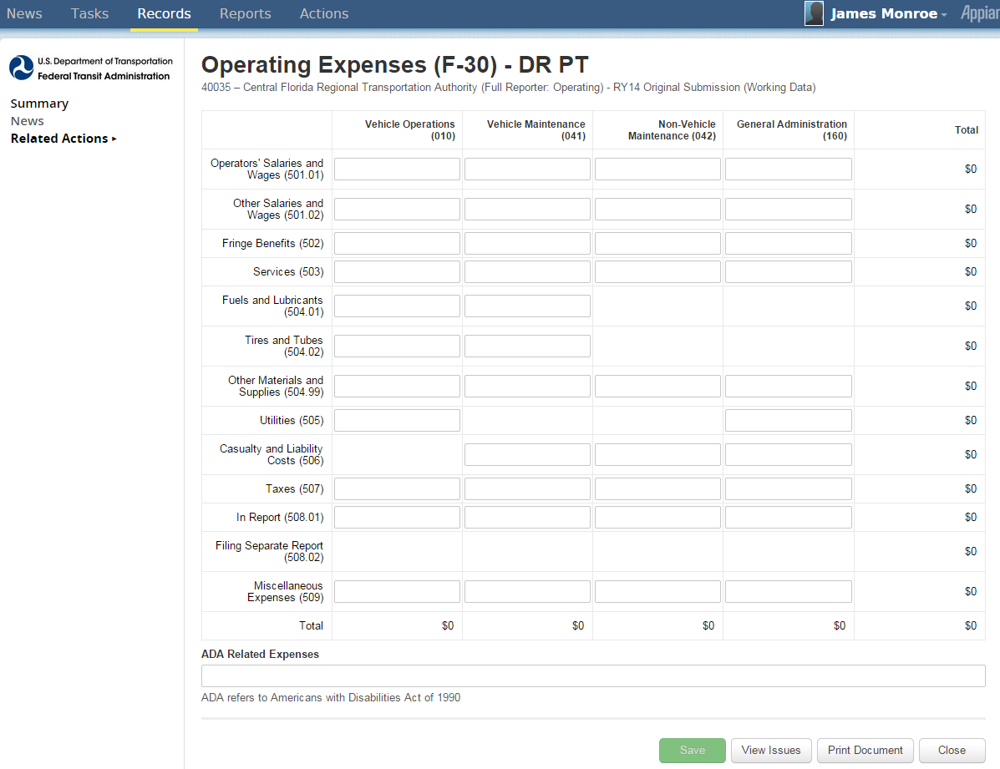 News Tasks Records Reports Actions James Monroe
U.S. Department of Transportation
Federal Transit Administration
Summary
News
Related Actions
Operating Expenses (F-30) - DR PT
40035 – Central Florida Regional Transportation Authority (Full Reporter: Operating) - RY14 Original Submission (Working Data)
Vehicle Operations
(010)
Vehicle Maintenance
(041)
Non-Vehicle
Maintenance (042)
General Administration
(160)
Total
Operators' Salaries and
Wages (501.01)
$0
Other Salaries and
Wages (501.02)
$0
Fringe Benefits (502) $0
Services (503) $0
Fuels and Lubricants
(504.01)
$0
Tires and Tubes
(504.02)
$0
Other Materials and
Supplies (504.99)
$0
Utilities (505) $0
Casualty and Liability
Costs (506)
$0
Taxes (507) $0
In Report (508.01) $0
Filing Separate Report
(508.02)
$0
Miscellaneous
Expenses (509)
$0
Total $0 $0 $0 $0 $0
ADA Related Expenses
ADA refers to Americans with Disabilities Act of 1990
Save View Issues Print Document Close